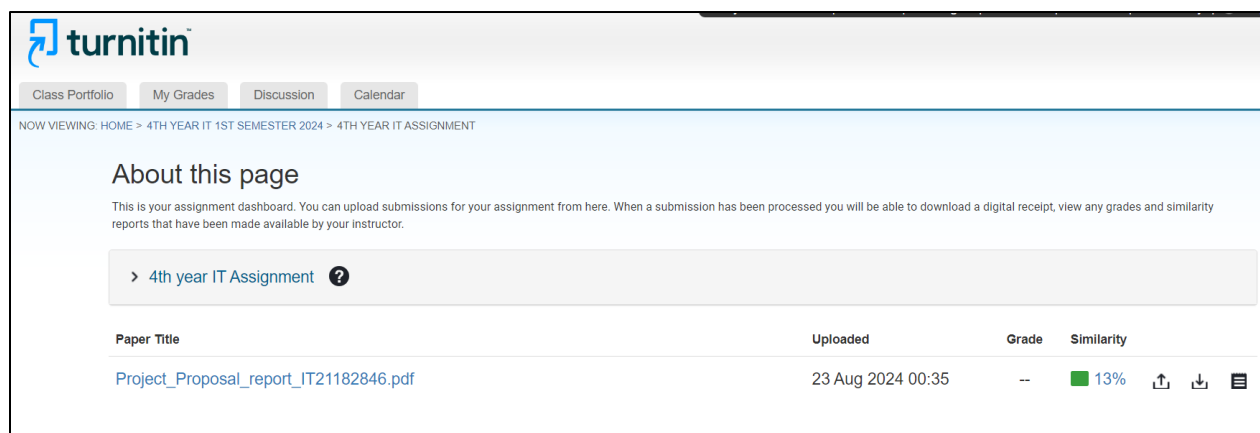 turnitin™
Class Portfolio My Grades Discussion Calendar
NOW VIEWING: HOME > 4TH YEAR IT 1ST SEMESTER 2024 > 4TH YEAR IT ASSIGNMENT
About this page
This is your assignment dashboard. You can upload submissions for your assignment from here. When a submission has been processed you will be able to download a digital receipt, view any grades and similarity
reports that have been made available by your instructor.
4th year IT Assignment ?
Paper Title Uploaded Grade Similarity
Project_Proposal_report_IT21182846.pdf 23 Aug 2024 00:35 -- 13%